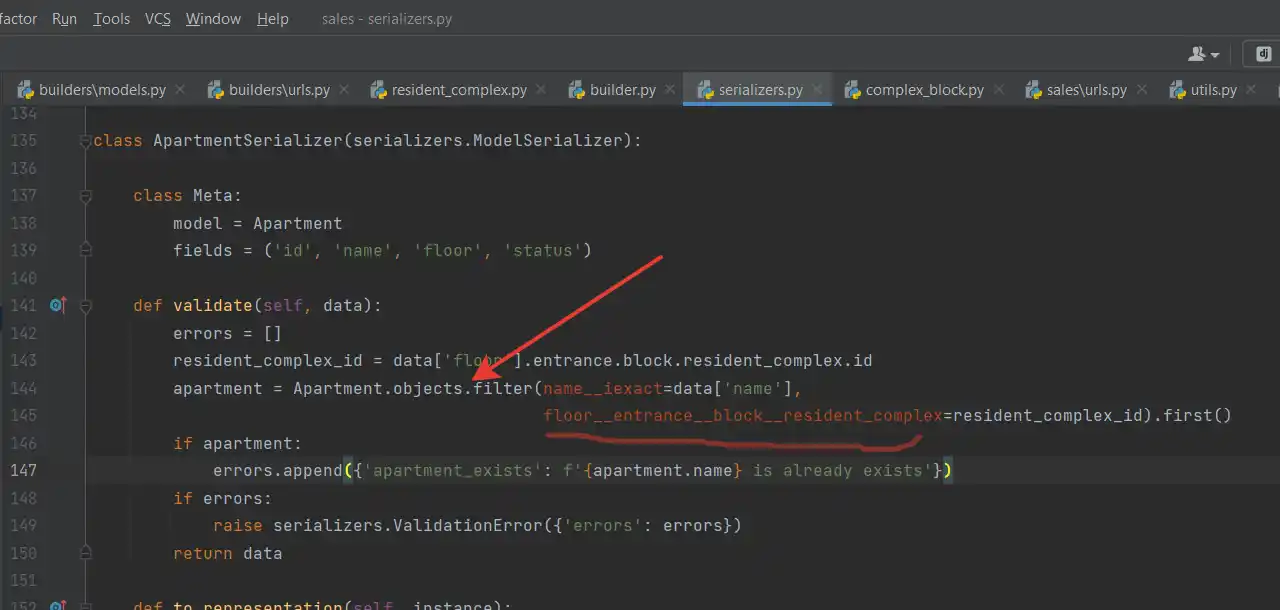 factor Run Tools VCS Window Help sales - serializers.py
dj
builders\models.py builders\urls.py resident_complex.py builder.py serializers.py complex_block.py sales\urls.py utils.py
134
135 class ApartmentSerializer(serializers.ModelSerializer):
136
137 class Meta:
138 model = Apartment
139 fields = ('id', 'name', 'floor', 'status')
140
141 def validate(self, data):
142 errors = []
143 resident_complex_id = data['floor'].entrance.block.resident_complex.id
144 apartment = Apartment.objects.filter(name__iexact=data['name'],
145 floor__entrance__block__resident_complex=resident_complex_id).first()
146 if apartment:
147 errors.append({'apartment_exists': f'{apartment.name} is already exists'})
148 if errors:
149 raise serializers.ValidationError({'errors': errors})
150 return data
151
152 def to_representation(self, instance):